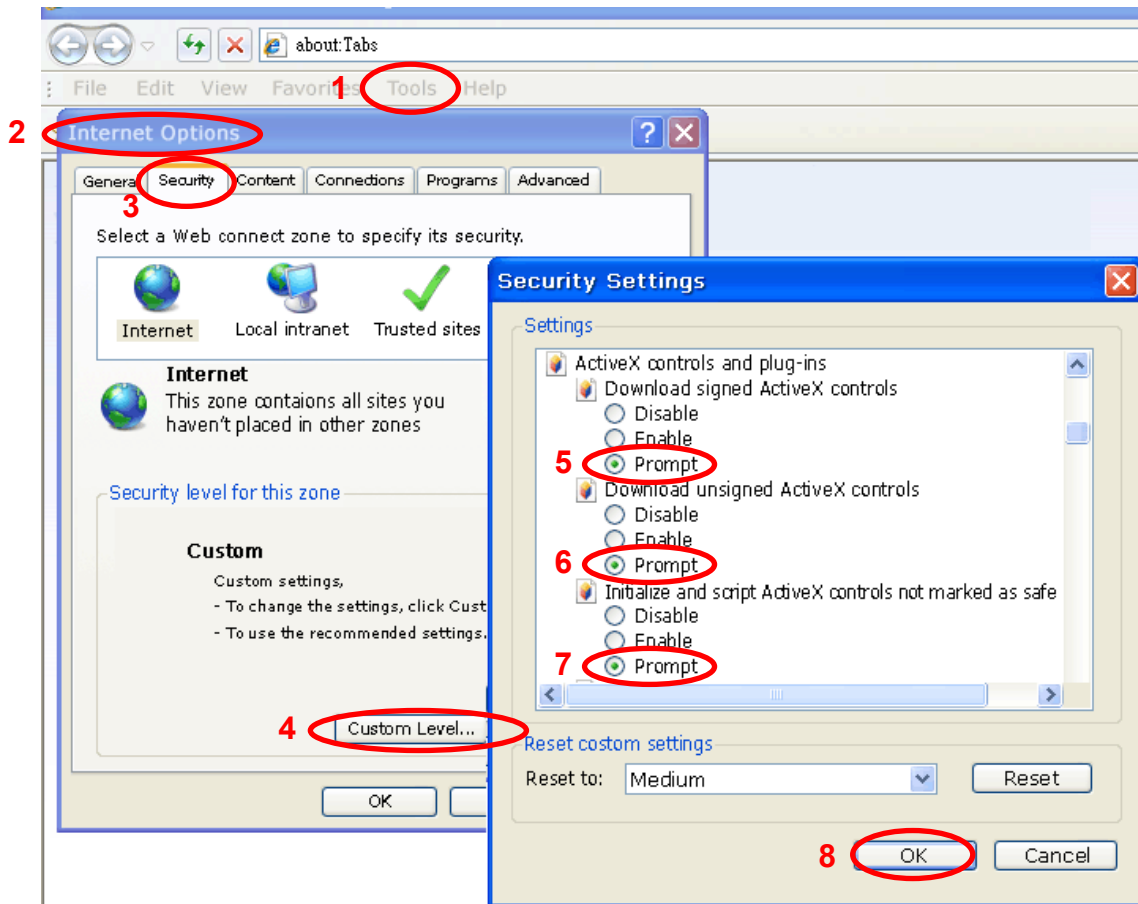 about:Tabs
File Edit View Favorites Tools Help
1
2
Internet Options
General Security Content Connections Programs Advanced
3
Select a Web connect zone to specify its security.
Internet Local intranet Trusted sites
Internet
This zone contaions all sites you
haven't placed in other zones
Security level for this zone
Custom
Custom settings,
- To change the settings, click Cust
- To use the recommended settings.
4
Custom Level...
OK
Security Settings
Settings
ActiveX controls and plug-ins
Download signed ActiveX controls
Disable
Enable
5
Prompt
Download unsigned ActiveX controls
Disable
Enable
6
Prompt
Initialize and script ActiveX controls not marked as safe
Disable
Enable
7
Prompt
Reset costom settings
Reset to: Medium Reset
8
OK Cancel